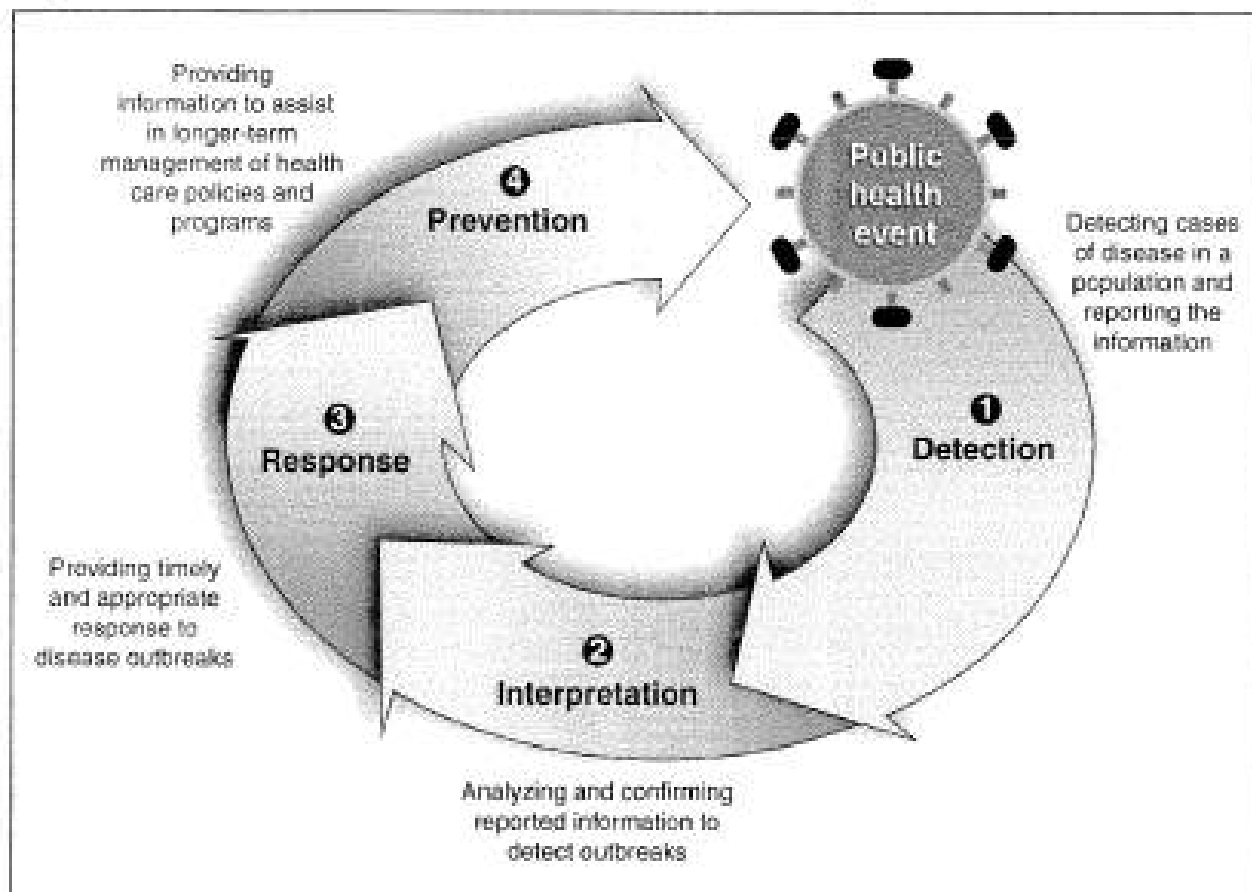 Public
health
event
Detecting cases
of disease in a
population and
reporting the
information
1
Detection
2
Interpretation
Analyzing and confirming
reported information to
detect outbreaks
3
Response
Providing timely
and appropriate
response to
disease outbreaks
4
Prevention
Providing
information to assist
in longer-term
management of health
care policies and
programs